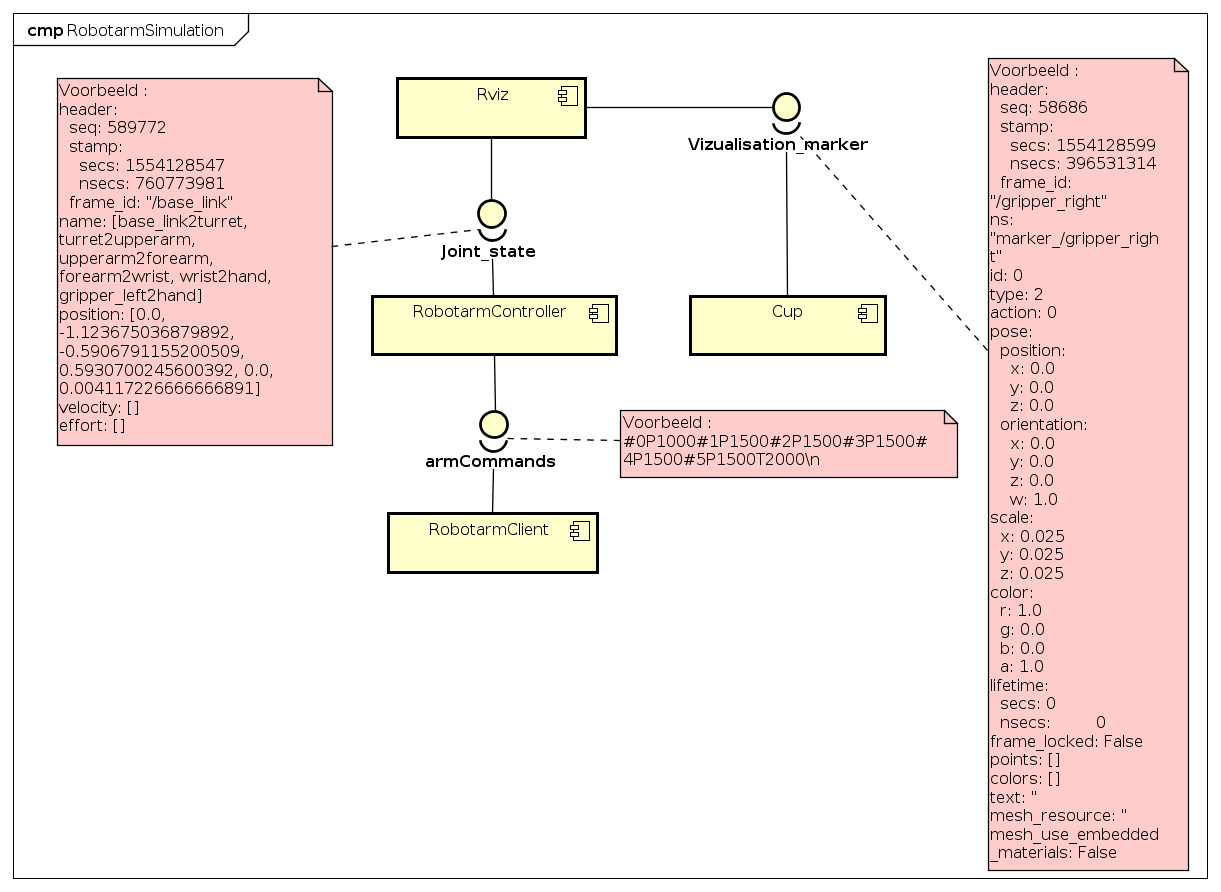 cmp RobotarmSimulation
Voorbeeld :
header:
  seq: 589772
  stamp:
    secs: 1554128547
    nsecs: 760773981
  frame_id: "/base_link"
name: [base_link2turret,
turret2upperarm,
upperarm2forearm,
forearm2wrist, wrist2hand,
gripper_left2hand]
position: [0.0,
-1.123675036879892,
-0.5906791155200509,
0.5930700245600392, 0.0,
0.0041172266666666891]
velocity: []
effort: []
Rviz
Vizualisation_marker
Joint_state
RobotarmController
Cup
armCommands
Voorbeeld :
#0P1000#1P1500#2P1500#3P1500#
4P1500#5P1500T2000\n
RobotarmClient
Voorbeeld :
header:
  seq: 58686
  stamp:
    secs: 1554128599
    nsecs: 396531314
  frame_id:
"/gripper_right"
ns:
"marker_/gripper_righ
t"
id: 0
type: 2
action: 0
pose:
  position:
    x: 0.0
    y: 0.0
    z: 0.0
  orientation:
    x: 0.0
    y: 0.0
    z: 0.0
    w: 1.0
scale:
  x: 0.025
  y: 0.025
  z: 0.025
color:
  r: 1.0
  g: 0.0
  b: 0.0
  a: 1.0
lifetime:
  secs: 0
  nsecs:         0
frame_locked: False
points: []
colors: []
text: ''
mesh_resource: ''
mesh_use_embedded
_materials: False